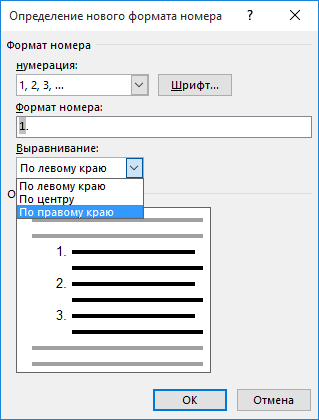 Определение нового формата номера
Формат номера
нумерация:
1, 2, 3, ...
Шрифт...
Формат номера:
1.
Выравнивание:
По левому краю
По левому краю
По центру
По правому краю
О
1.
2.
3.
ОК
Отмена